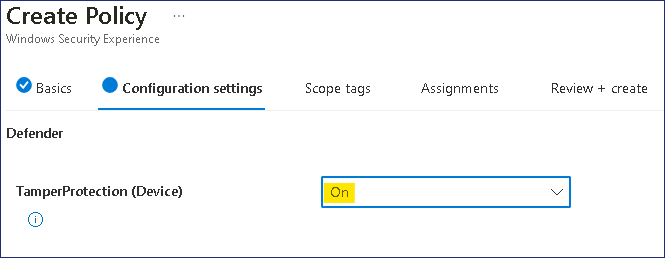 Create Policy ...
Windows Security Experience
Basics Configuration settings Scope tags Assignments Review + create
Defender
TamperProtection (Device) On